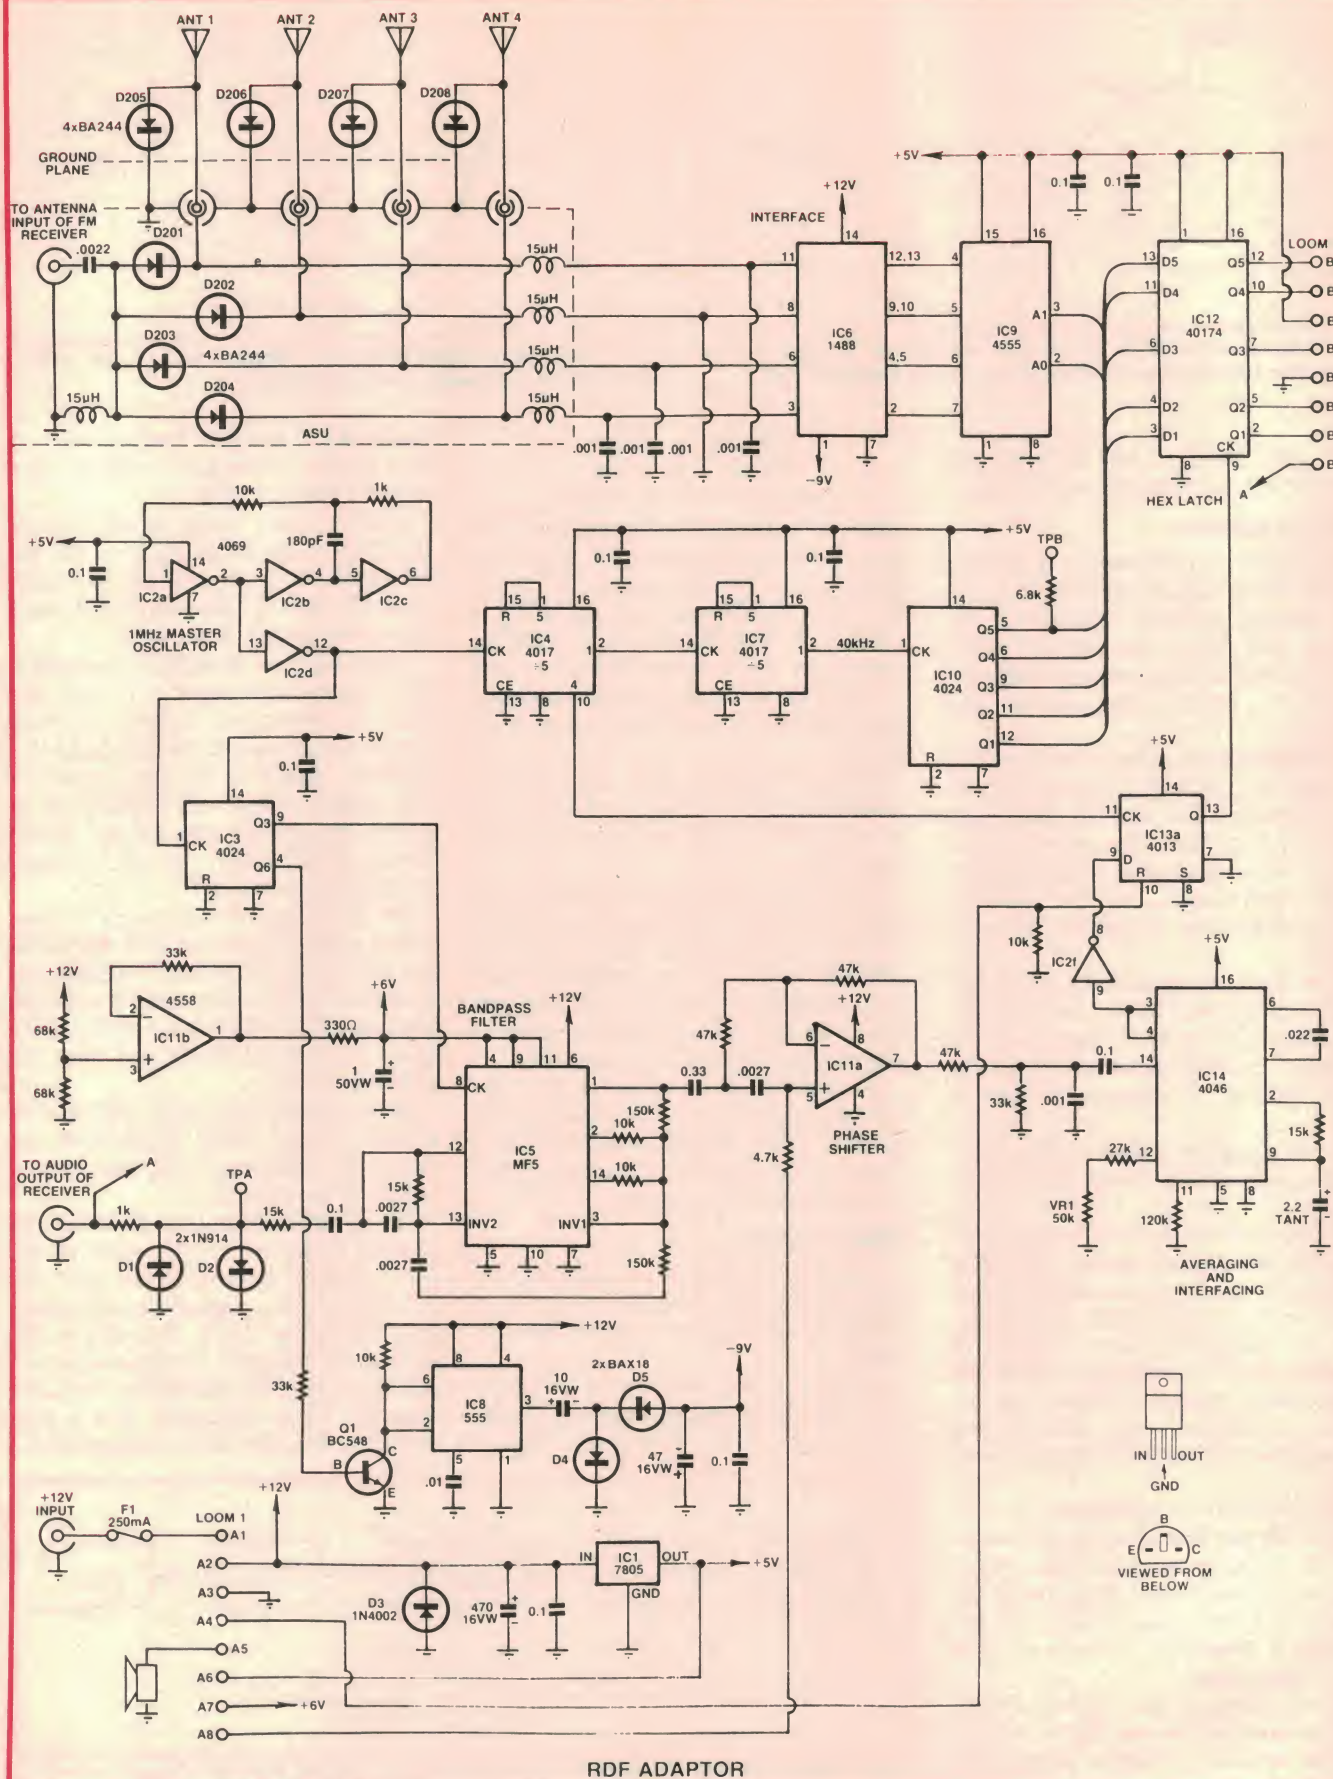 ANT 1 ANT 2 ANT 3 ANT 4
D205 D206 D207 D208
4xBA244
GROUND
PLANE
TO ANTENNA
INPUT OF FM
RECEIVER
.0022
D201
e
15µH
D202
15µH
D203
4xBA244
15µH
15µH
D204
15µH
ASU
.001 .001 .001 .001
INTERFACE
+12V
14
11 12,13
8 9,10
6 4,5
3 2
IC6
1488
1 7
-9V
+5V
0.1 0.1
15 16
4
5 A1 3
IC9
4555
6 A0 2
7
1 8
1 16
13 D5 Q5 12
11 D4 Q4 10
IC12
40174
6 D3 Q3 7
4 D2 Q2 5
3 D1 Q1 2
CK
8 9
HEX LATCH
LOOM
B
B
B
B
B
B
B
B
A
10k 1k
+5V
4069
180pF
0.1
14
1 2 3 4 5 6
7
IC2a IC2b IC2c
1MHz MASTER
OSCILLATOR
13 12
IC2d
+5V
0.1 0.1
15 1 16
R 5
IC4
4017
÷5
14 CK 1 2
CE 4
13 8 10
15 1 16
R 5
IC7
4017
÷5
14 CK 1 2
CE
13 8
40kHz
14
1 CK
IC10
4024
Q5 5
Q4 6
Q3 9
Q2 11
Q1 12
R
2 7
TPB
6.8k
+5V
0.1
14
Q3 9
IC3
4024
1 CK
Q6 4
R
2 7
+5V
14
11 CK Q 13
IC13a
4013
9 D 7
R S
10 8
10k
8
IC2f
9
+5V
16
3 6
4
14 7
IC14
4046
2
12 9
11 5 8
.022
15k
2.2
TANT
27k
VR1
50k
120k
AVERAGING
AND
INTERFACING
+12V
33k
4558
68k
2
IC11b
1
3
68k
330Ω
+6V
1
50VW
BANDPASS
FILTER
+12V
4 9 11 6
8 CK 1
2
12
IC5
MF5
14
13 INV2 INV1 3
5 10 7
150k
10k
10k
150k
0.33
47k
.0027
47k
+12V
6 8
IC11a
7
5 4
PHASE
SHIFTER
4.7k
47k
33k
.001
0.1
TO AUDIO
OUTPUT OF
RECEIVER
A
1k
TPA
2x1N914
D1 D2
15k
0.1
15k
.0027
.0027
33k
10k
+12V
8 4
6
IC8
555
3
2
5 1
.01
Q1
BC548
C
B
E
10
16VW
2xBAX18
D5
D4
47
16VW
0.1
-9V
+12V
INPUT
F1
250mA
LOOM 1
A1
+12V
A2
A3
A4
A5
A6
A7 +6V
A8
D3
1N4002
470
16VW
0.1
IN IC1 OUT
7805
GND
+5V
IN OUT
GND
B
E C
VIEWED FROM
BELOW
RDF ADAPTOR